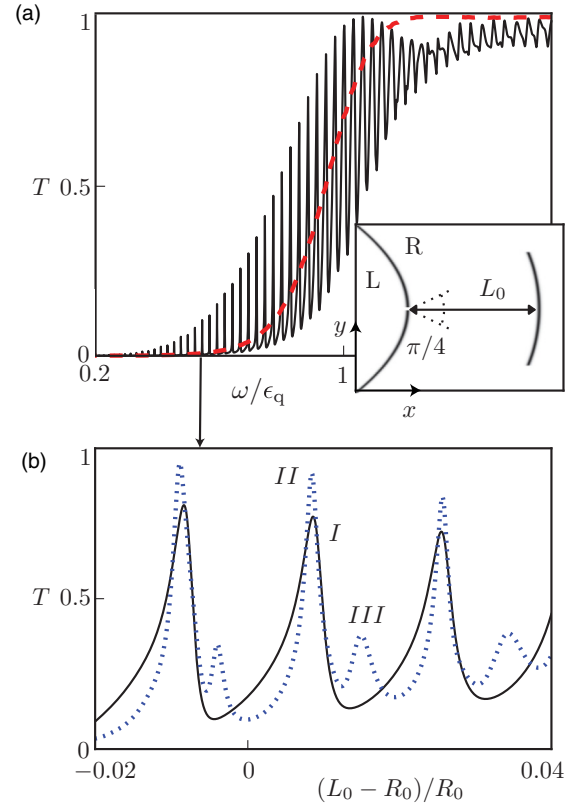 (a)
1
T 0.5
0
0.2
1
ω/ϵq
R
L
L0
y
π/4
x
(b)
1
II
I
T 0.5
III
0
−0.02
0
0.04
(L0 − R0)/R0